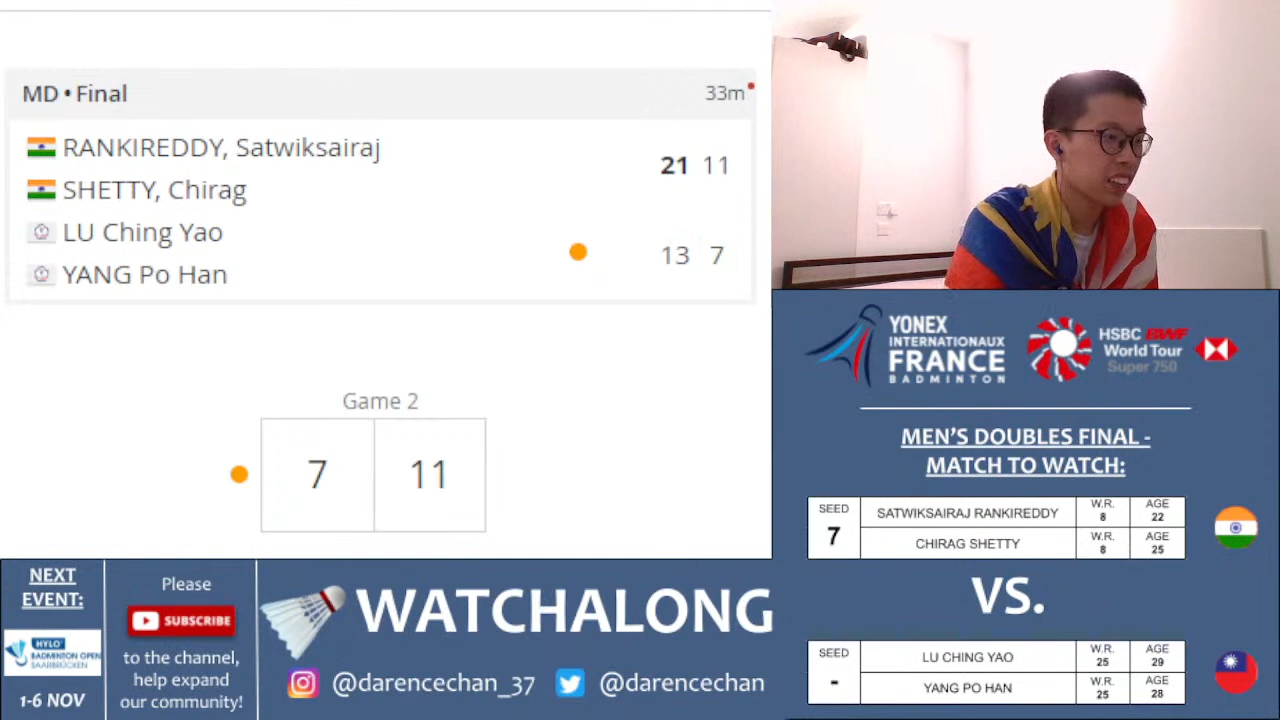 MD • Final
33m
RANKIREDDY, Satwiksairaj
SHETTY, Chirag
21 11
LU Ching Yao
YANG Po Han
13 7
Game 2
7 11
YONEX
INTERNATIONAUX
FRANCE
BADMINTON
HSBC BWF
World Tour
Super 750
MEN'S DOUBLES FINAL -
MATCH TO WATCH:
SEED
7
SATWIKSAIRAJ RANKIREDDY
W.R.
8
AGE
22
CHIRAG SHETTY
W.R.
8
AGE
25
VS.
SEED
-
LU CHING YAO
W.R.
25
AGE
29
YANG PO HAN
W.R.
25
AGE
28
NEXT
EVENT:
HYLO
BADMINTON OPEN
SAARBRÜCKEN
1-6 NOV
Please
SUBSCRIBE
to the channel,
help expand
our community!
WATCHALONG
@darencechan_37
@darencechan